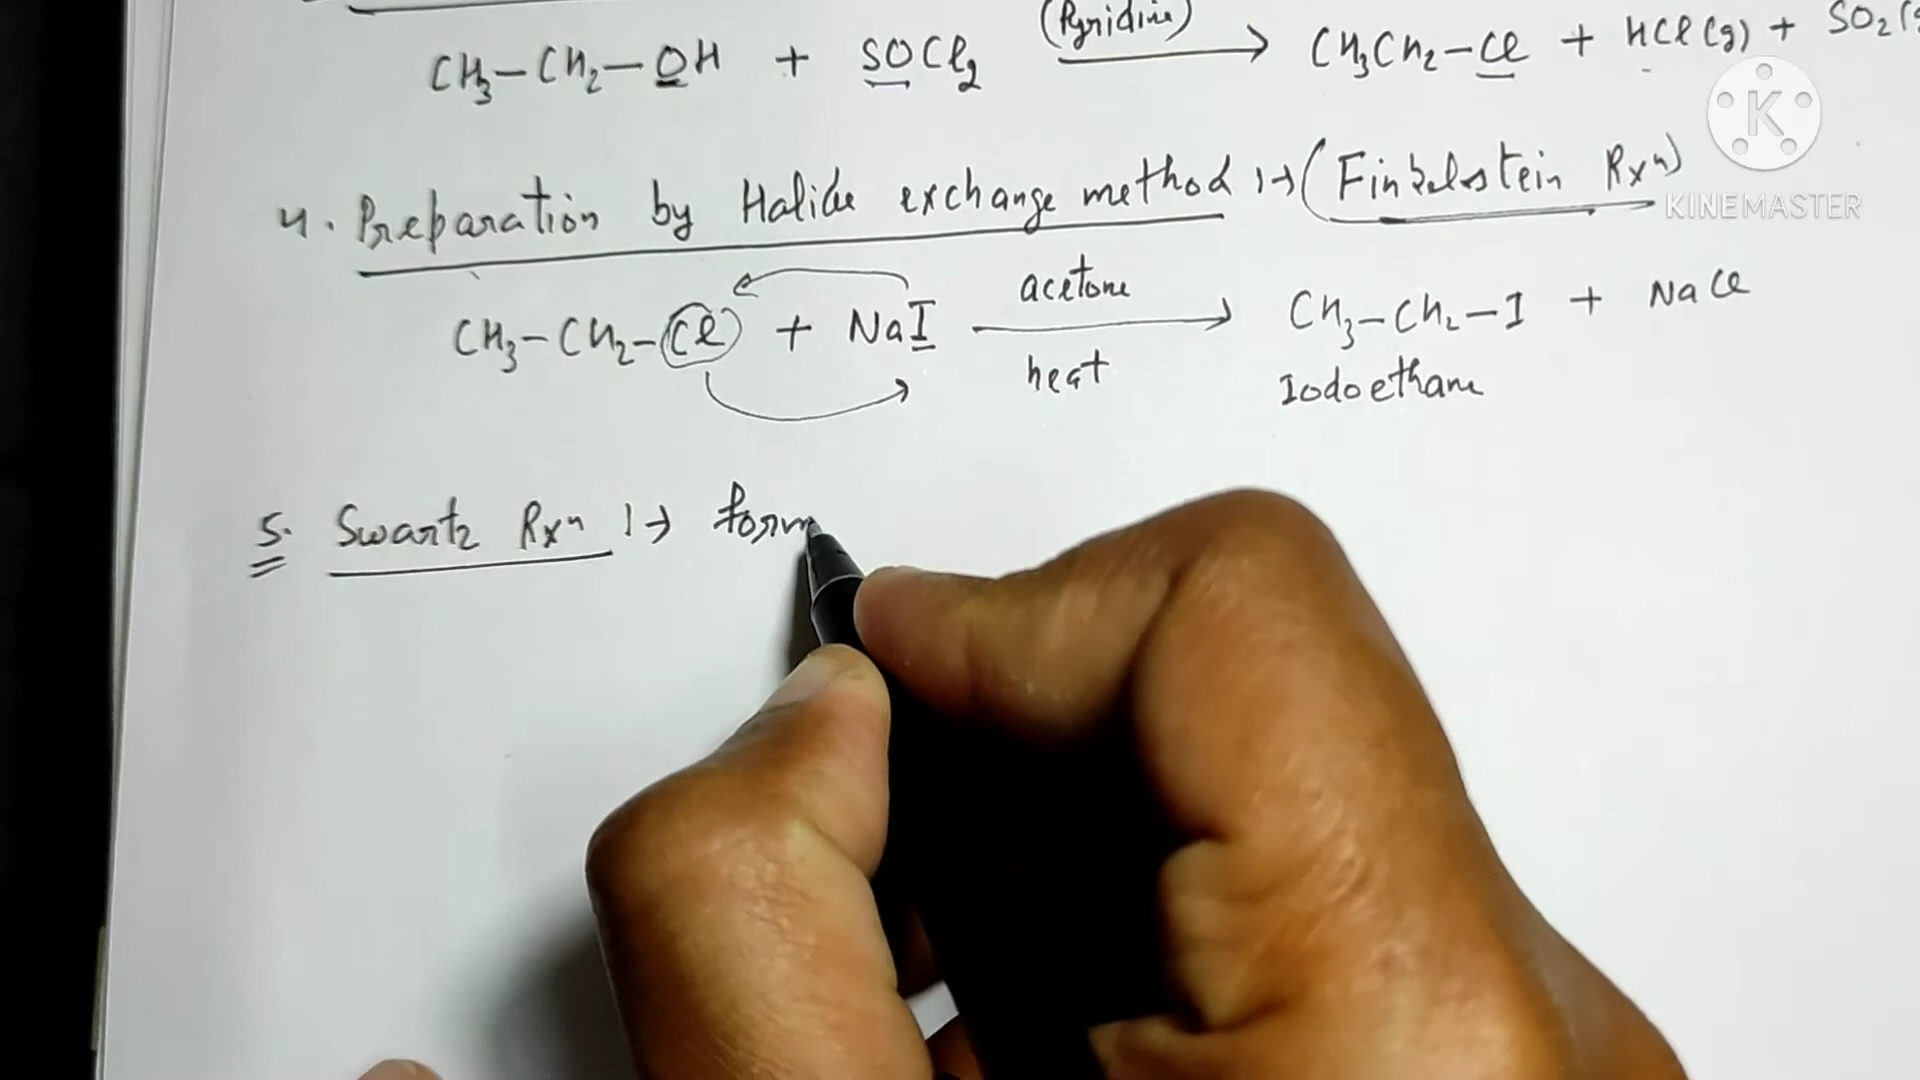 (Pyridine)
CH₃-CH₂-OH + SOCl₂ → CH₃CH₂-Cl + HCl(g) + SO₂(g
4. Preparation by Halide exchange method :→ (Finkelstein Rxⁿ)
K
KINEMASTER
acetone
CH₃-CH₂-Cl + NaI → CH₃-CH₂-I + NaCl
heat
Iodoethane
5. Swartz Rxⁿ :→ form